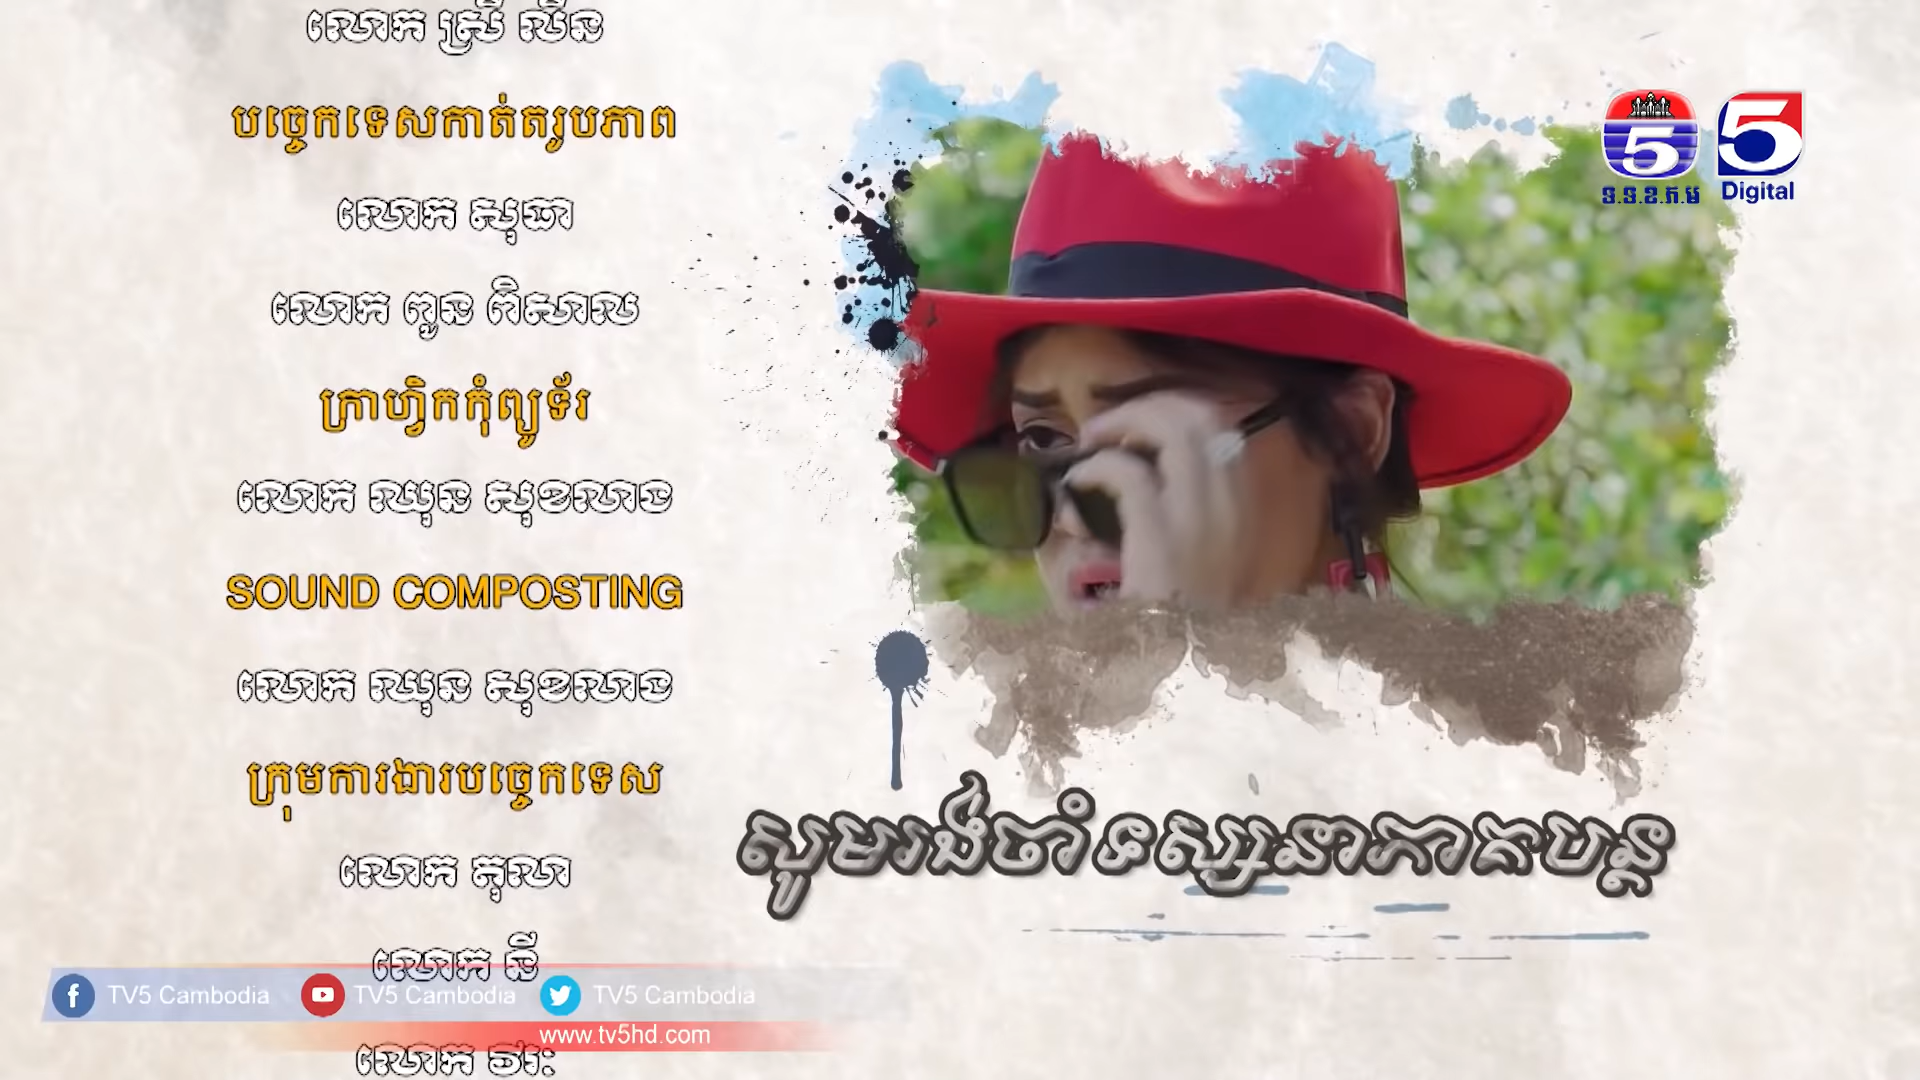 លោក ស្រី លីន
បច្ចេកទេសកាត់តរូបភាព
លោក សុធា
លោក ពួន ពិសាល
ក្រាហ្វិកកុំព្យូទ័រ
លោក ឈុន សុខលាង
SOUND COMPOSTING
លោក ឈុន សុខលាង
ក្រុមការងារបច្ចេកទេស
លោក តុលា
លោក នី
លោក វីរៈ
5
ទ.ទ.ខ.ភ.ម
5
Digital
សូមរង់ចាំទស្សនាភាគបន្ត
TV5 Cambodia
TV5 Cambodia
TV5 Cambodia
www.tv5hd.com